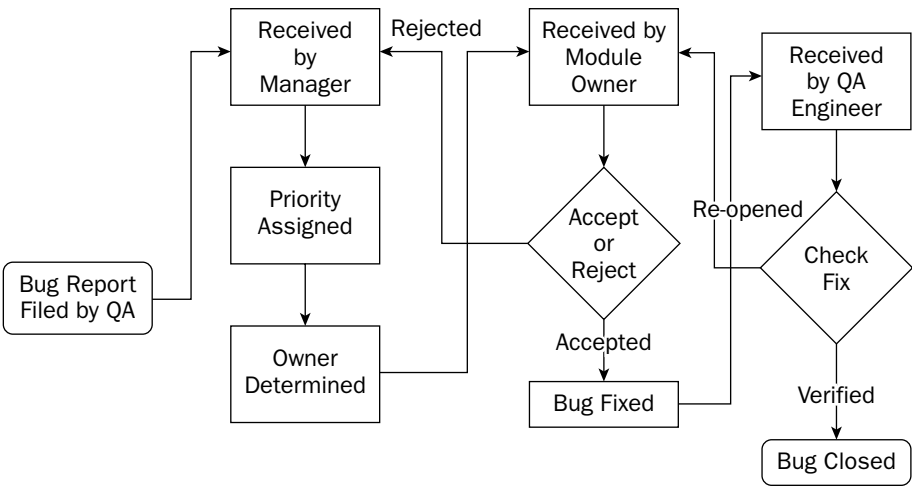 Received
by
Manager
Rejected
Received by
Module
Owner
Received
by QA
Engineer
Priority
Assigned
Accept
or
Reject
Re-opened
Check
Fix
Bug Report
Filed by QA
Owner
Determined
Accepted
Bug Fixed
Verified
Bug Closed